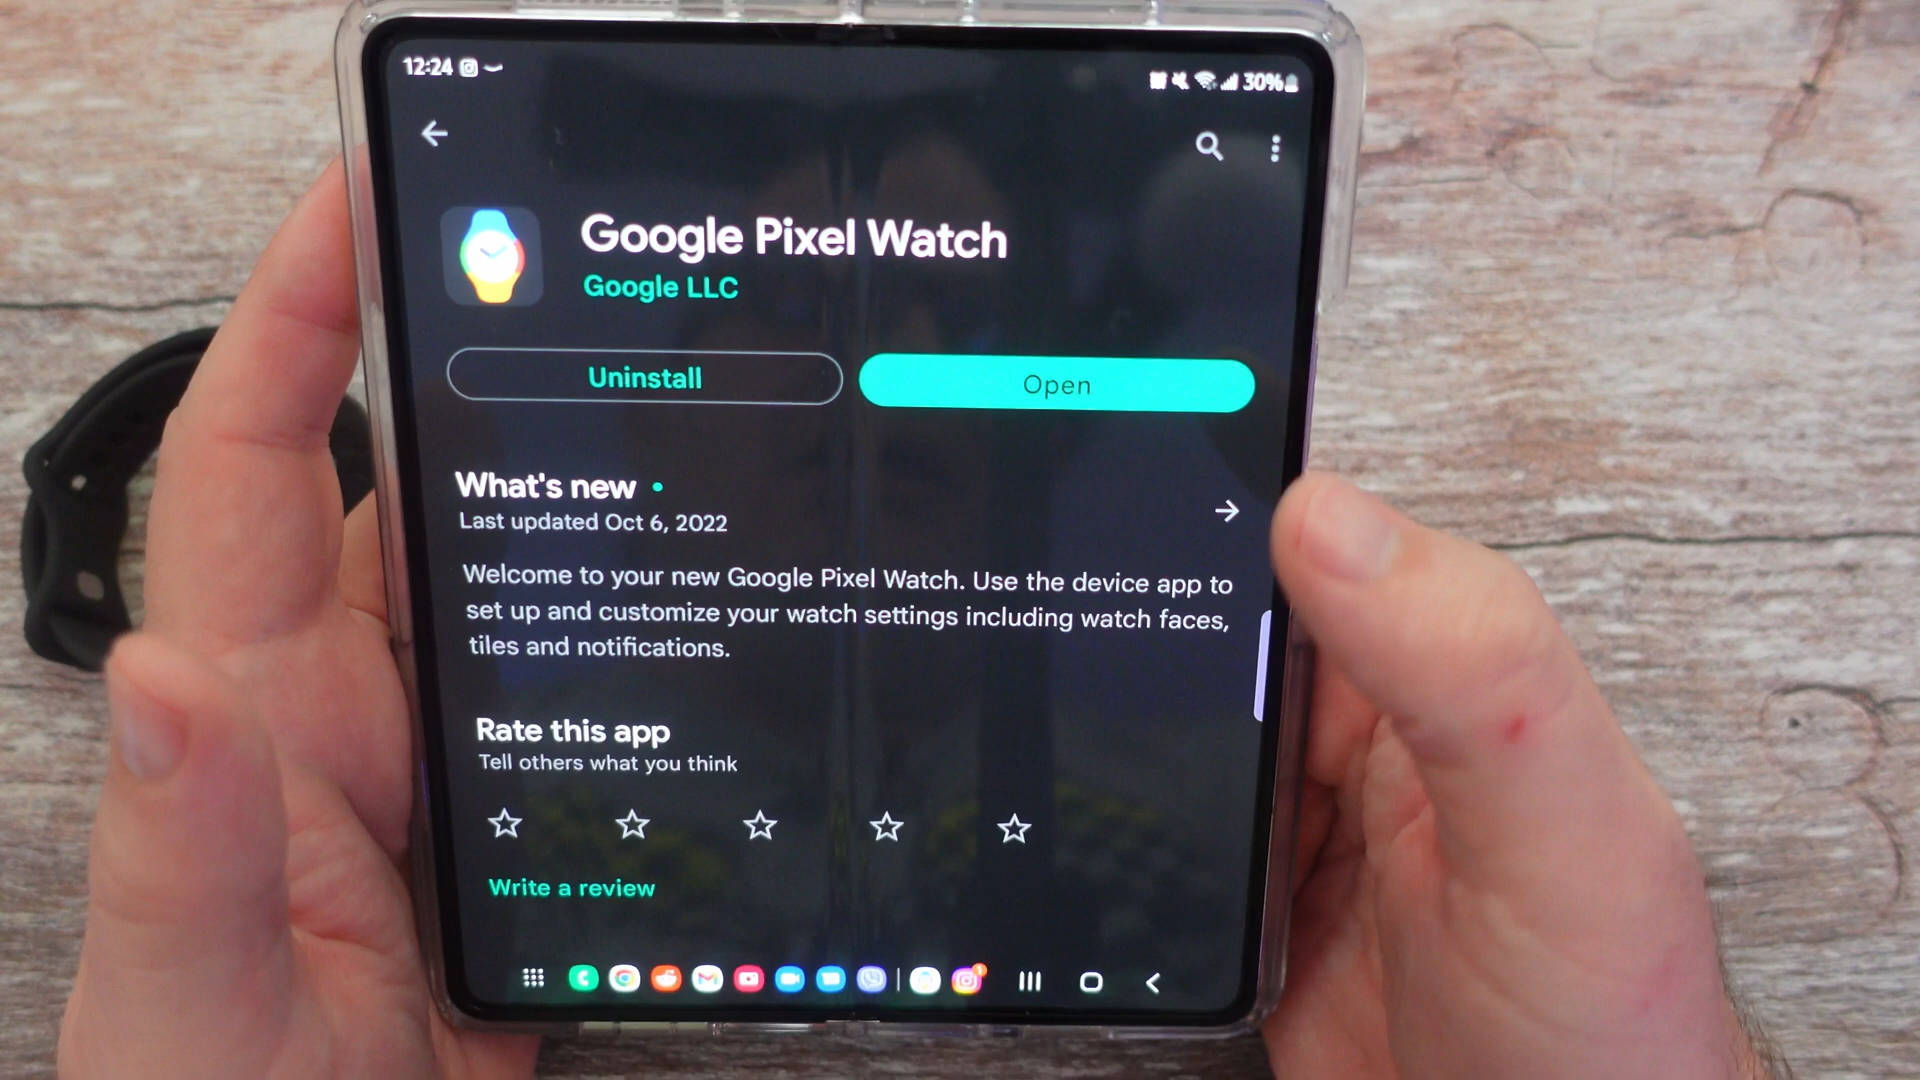 12:24
30%
Google Pixel Watch
Google LLC
Uninstall
Open
What's new
Last updated Oct 6, 2022
Welcome to your new Google Pixel Watch. Use the device app to
set up and customize your watch settings including watch faces,
tiles and notifications.
Rate this app
Tell others what you think
Write a review